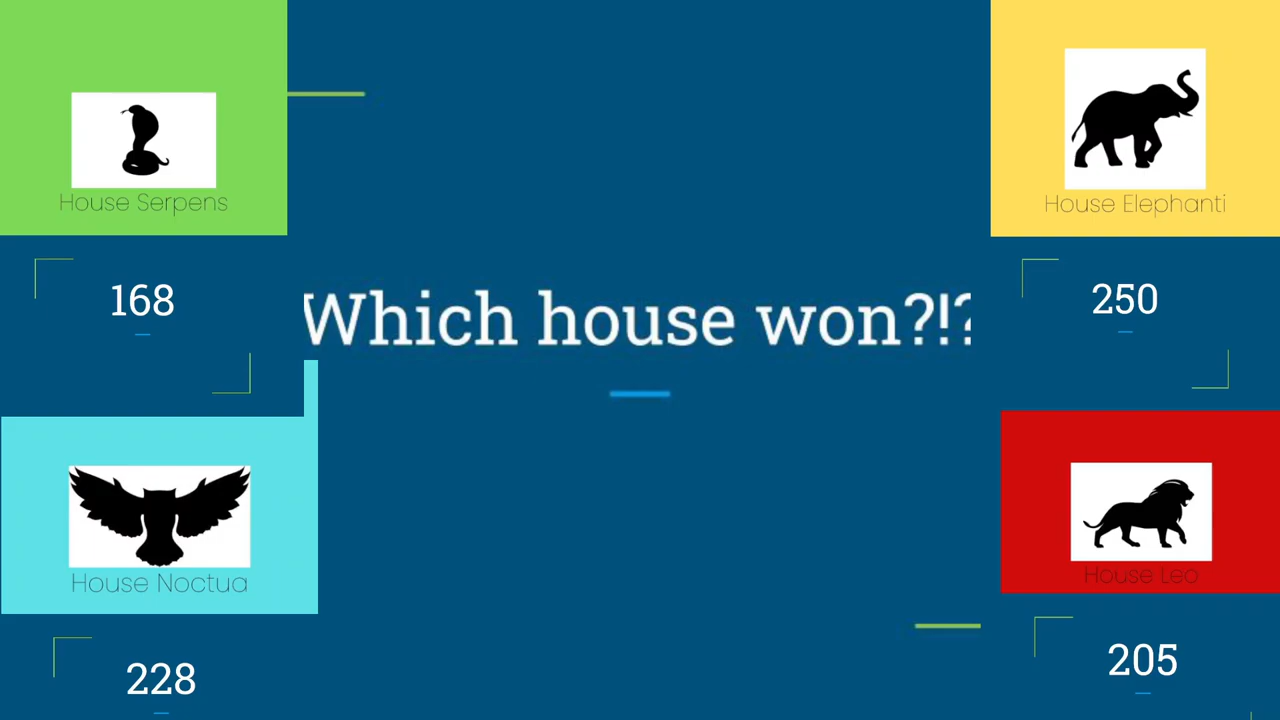 House Serpens
168
House Elephanti
250
Which house won?!?
House Noctua
228
House Leo
205